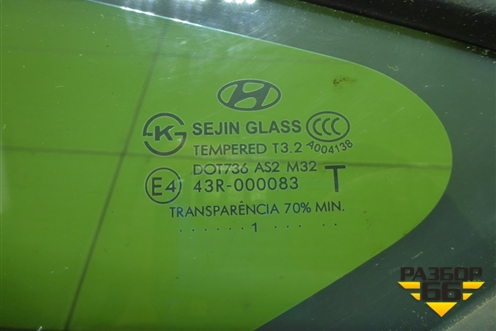 SEJIN GLASS
TEMPERED T3.2
A004138
DOT736 AS2 M32
E4 43R-000083 T
TRANSPARÊNCIA 70% MIN.
...... 1 ... ..
РАЗБОР
66